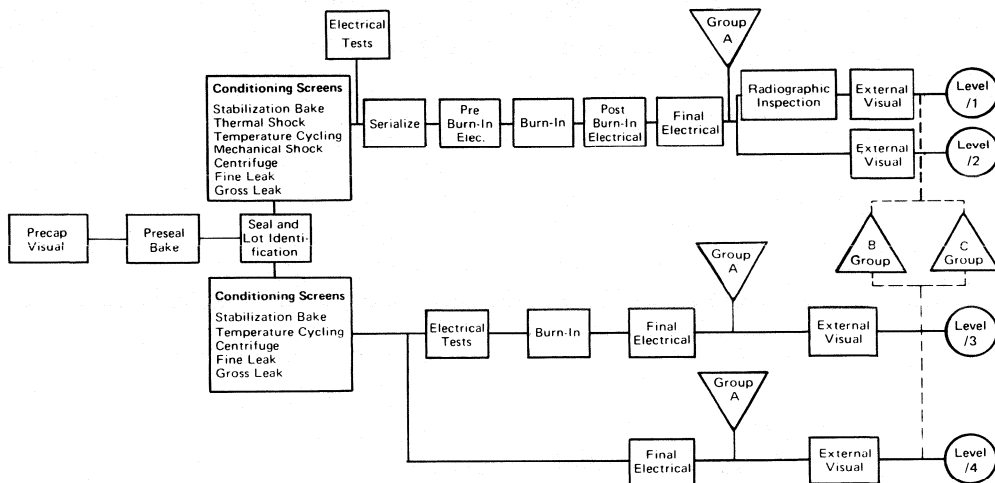 Electrical
Tests
Group
A
Conditioning Screens
Stabilization Bake
Thermal Shock
Temperature Cycling
Mechanical Shock
Centrifuge
Fine Leak
Gross Leak
Serialize
Pre
Burn-In
Elec.
Burn-In
Post
Burn-In
Electrical
Final
Electrical
Radiographic
Inspection
External
Visual
Level
/1
External
Visual
Level
/2
Precap
Visual
Preseal
Bake
Seal and
Lot Identi-
fication
B
Group
C
Group
Conditioning Screens
Stabilization Bake
Temperature Cycling
Centrifuge
Fine Leak
Gross Leak
Electrical
Tests
Burn-In
Final
Electrical
Group
A
External
Visual
Level
/3
Group
A
Final
Electrical
External
Visual
Level
/4